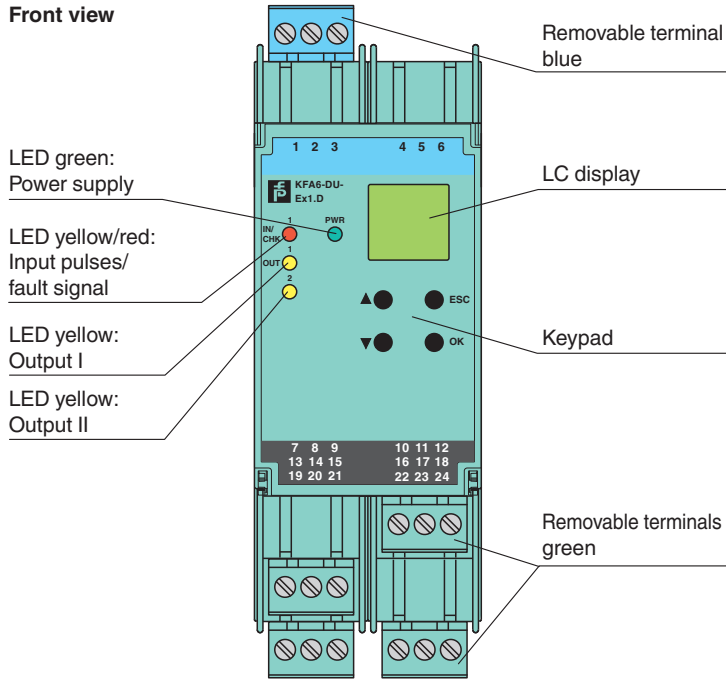 Front view
Removable terminal
blue
1 2 3
4 5 6
LED green:
Power supply
KFA6-DU-
Ex1.D
LC display
1
PWR
IN/
CHK
LED yellow/red:
Input pulses/
fault signal
1
OUT
2
▲
ESC
LED yellow:
Output I
▼
OK
Keypad
LED yellow:
Output II
7 8 9
13 14 15
19 20 21
10 11 12
16 17 18
22 23 24
Removable terminals
green